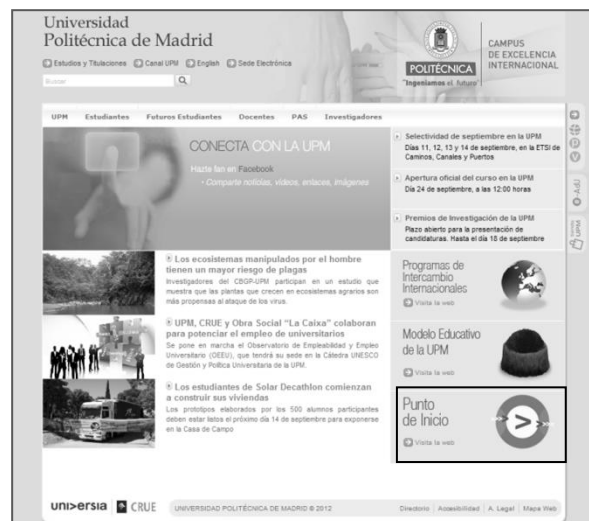 Universidad
Politécnica de Madrid
Estudios y Titulaciones Canal UPM English Sede Electrónica
Buscar
POLITÉCNICA
"Ingeniamos el futuro"
CAMPUS
DE EXCELENCIA
INTERNACIONAL
UPM Estudiantes Futuros Estudiantes Docentes PAS Investigadores
CONECTA CON LA UPM
Hazte fan en Facebook
- Comparte noticias, vídeos, enlaces, imágenes
Selectividad de septiembre en la UPM
Días 11, 12, 13 y 14 de septiembre, en la ETSI de
Caminos, Canales y Puertos
Apertura oficial del curso en la UPM
Día 24 de septiembre, a las 12:00 horas
Premios de Investigación de la UPM
Plazo abierto para la presentación de
candidaturas. Hasta el día 18 de septiembre
Los ecosistemas manipulados por el hombre
tienen un mayor riesgo de plagas
Investigadores del CBGP-UPM participan en un estudio que
muestra que las plantas que crecen en ecosistemas agrarios son
más propensas al ataque de los virus.
UPM, CRUE y Obra Social "La Caixa" colaboran
para potenciar el empleo de universitarios
Se pone en marcha el Observatorio de Empleabilidad y Empleo
Universitario (OEEU), que tendrá su sede en la Cátedra UNESCO
de Gestión y Política Universitaria de la UPM.
Los estudiantes de Solar Decathlon comienzan
a construir sus viviendas
Los prototipos elaborados por los 500 alumnos participantes
deben estar listos el próximo día 14 de septiembre para exponerse
en la Casa de Campo
Programas de
Intercambio
Internacionales
Visita la web
Modelo Educativo
de la UPM
Visita la web
Punto
de Inicio
Visita la web
universia CRUE
UNIVERSIDAD POLITÉCNICA DE MADRID © 2012
Directorio Accesibilidad A. Legal Mapa Web